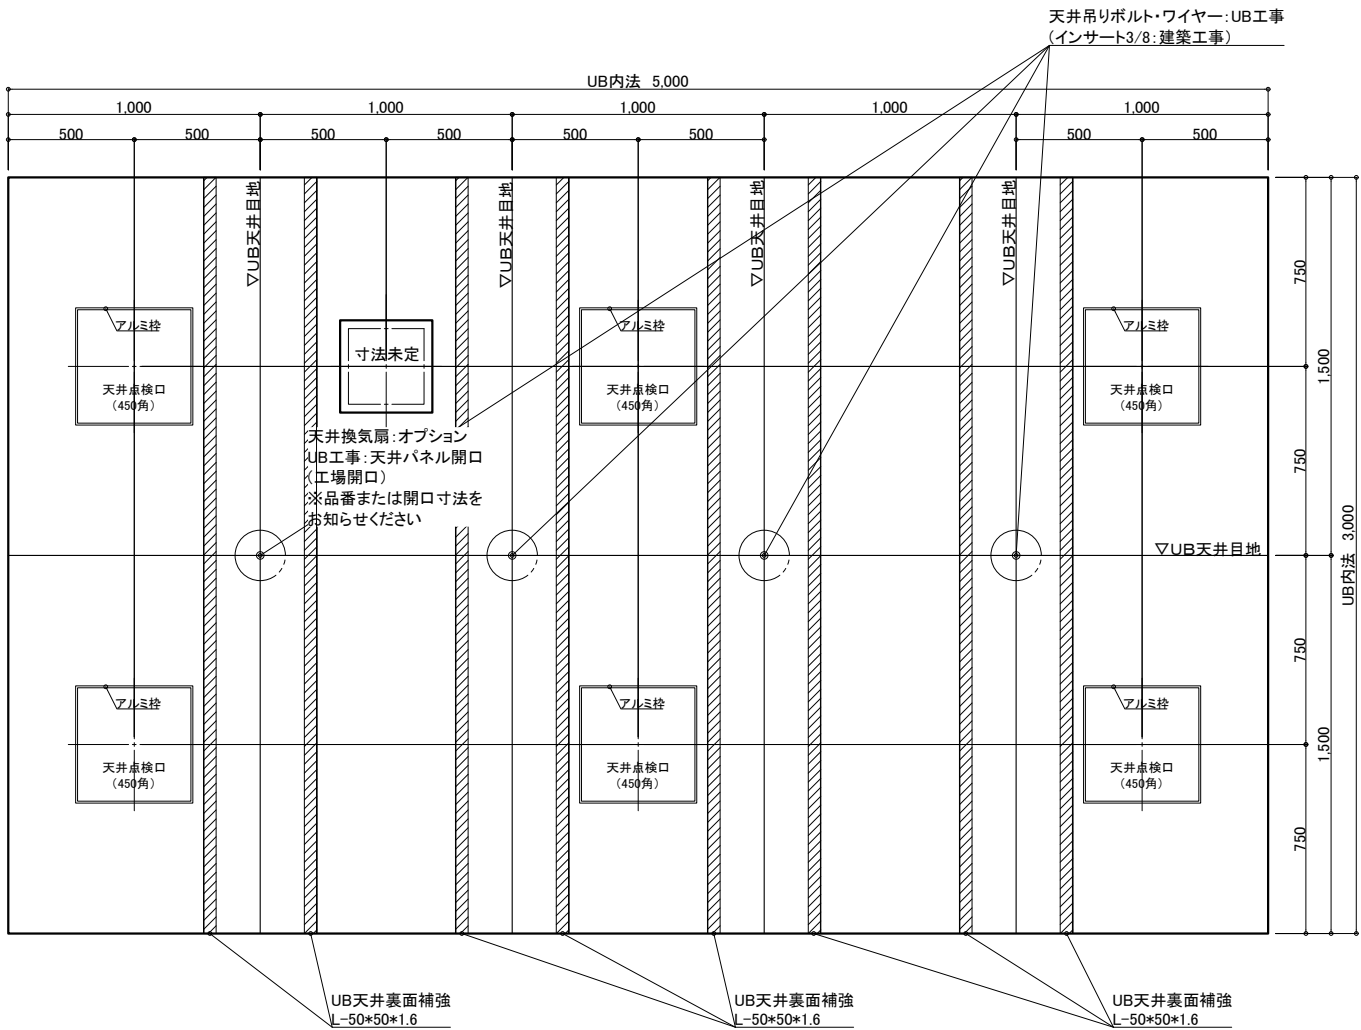 天井吊りボルト・ワイヤー：UB工事
(インサート3/8：建築工事)
UB内法 5,000
1,000
1,000
1,000
1,000
1,000
500
500
500
500
500
500
500
500
▽UB天井目地
▽UB天井目地
▽UB天井目地
▽UB天井目地
アルミ枠
天井点検口
(450角)
寸法未定
アルミ枠
天井点検口
(450角)
アルミ枠
天井点検口
(450角)
天井換気扇：オプション
UB工事：天井パネル開口
(工場開口)
※品番または開口寸法を
お知らせください
▽UB天井目地
アルミ枠
天井点検口
(450角)
アルミ枠
天井点検口
(450角)
アルミ枠
天井点検口
(450角)
750
750
750
750
1,500
1,500
UB内法 3,000
UB天井裏面補強
L-50*50*1.6
UB天井裏面補強
L-50*50*1.6
UB天井裏面補強
L-50*50*1.6